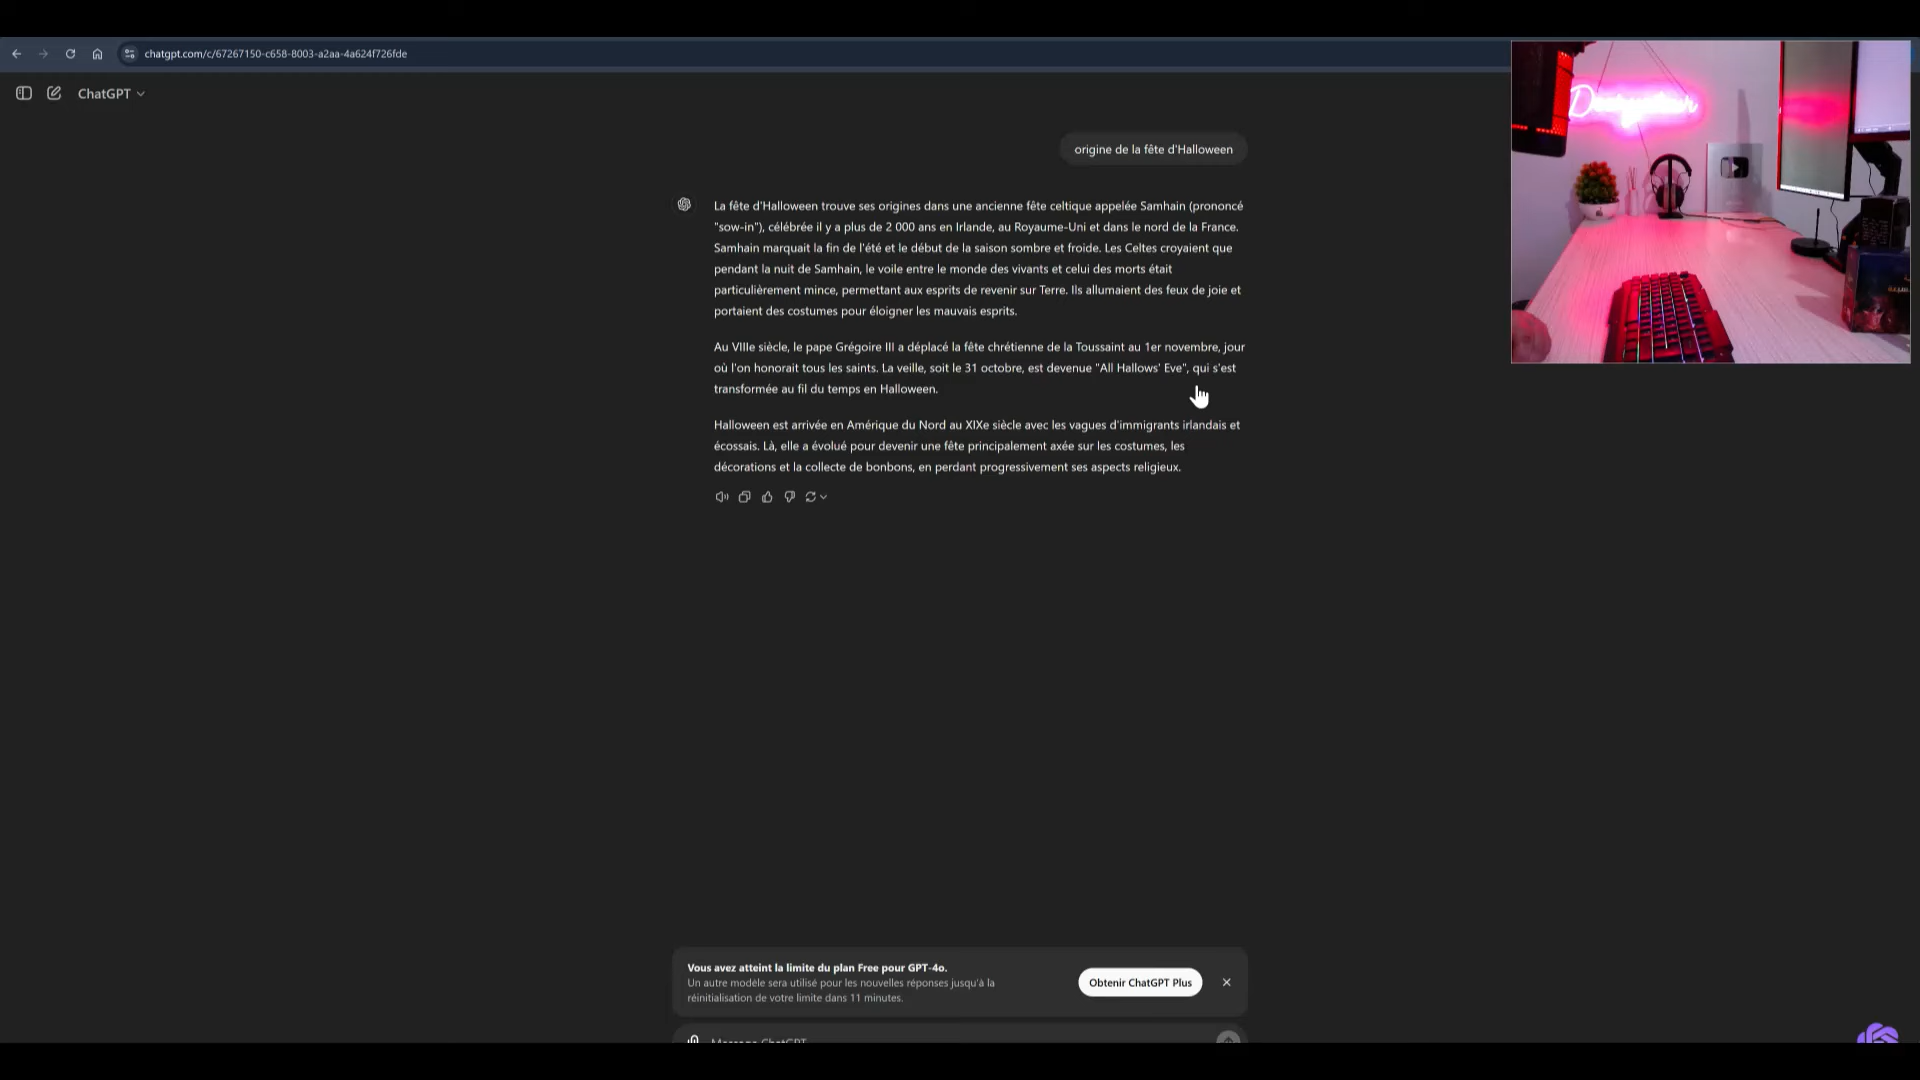 chatgpt.com/c/67267150-c658-8003-a2aa-4a624f726fde
ChatGPT
origine de la fête d'Halloween
La fête d'Halloween trouve ses origines dans une ancienne fête celtique appelée Samhain (prononcé
"sow-in"), célébrée il y a plus de 2 000 ans en Irlande, au Royaume-Uni et dans le nord de la France.
Samhain marquait la fin de l'été et le début de la saison sombre et froide. Les Celtes croyaient que
pendant la nuit de Samhain, le voile entre le monde des vivants et celui des morts était
particulièrement mince, permettant aux esprits de revenir sur Terre. Ils allumaient des feux de joie et
portaient des costumes pour éloigner les mauvais esprits.
Au VIIIe siècle, le pape Grégoire III a déplacé la fête chrétienne de la Toussaint au 1er novembre, jour
où l'on honorait tous les saints. La veille, soit le 31 octobre, est devenue "All Hallows' Eve", qui s'est
transformée au fil du temps en Halloween.
Halloween est arrivée en Amérique du Nord au XIXe siècle avec les vagues d'immigrants irlandais et
écossais. Là, elle a évolué pour devenir une fête principalement axée sur les costumes, les
décorations et la collecte de bonbons, en perdant progressivement ses aspects religieux.
Vous avez atteint la limite du plan Free pour GPT-4o.
Un autre modèle sera utilisé pour les nouvelles réponses jusqu'à la
réinitialisation de votre limite dans 11 minutes.
Obtenir ChatGPT Plus
Message ChatGPT